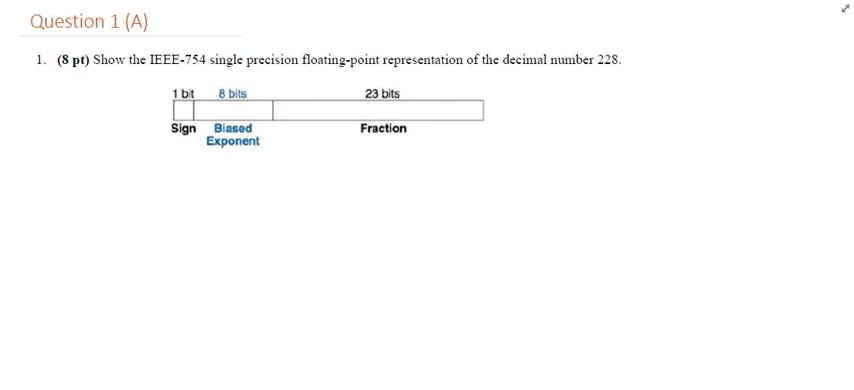 Question 1 (A)
1. (8 pt) Show the IEEE-754 single precision floating-point representation of the decimal number 228.
1 bit 8 bits 23 bits
Sign Biased Fraction
Exponent